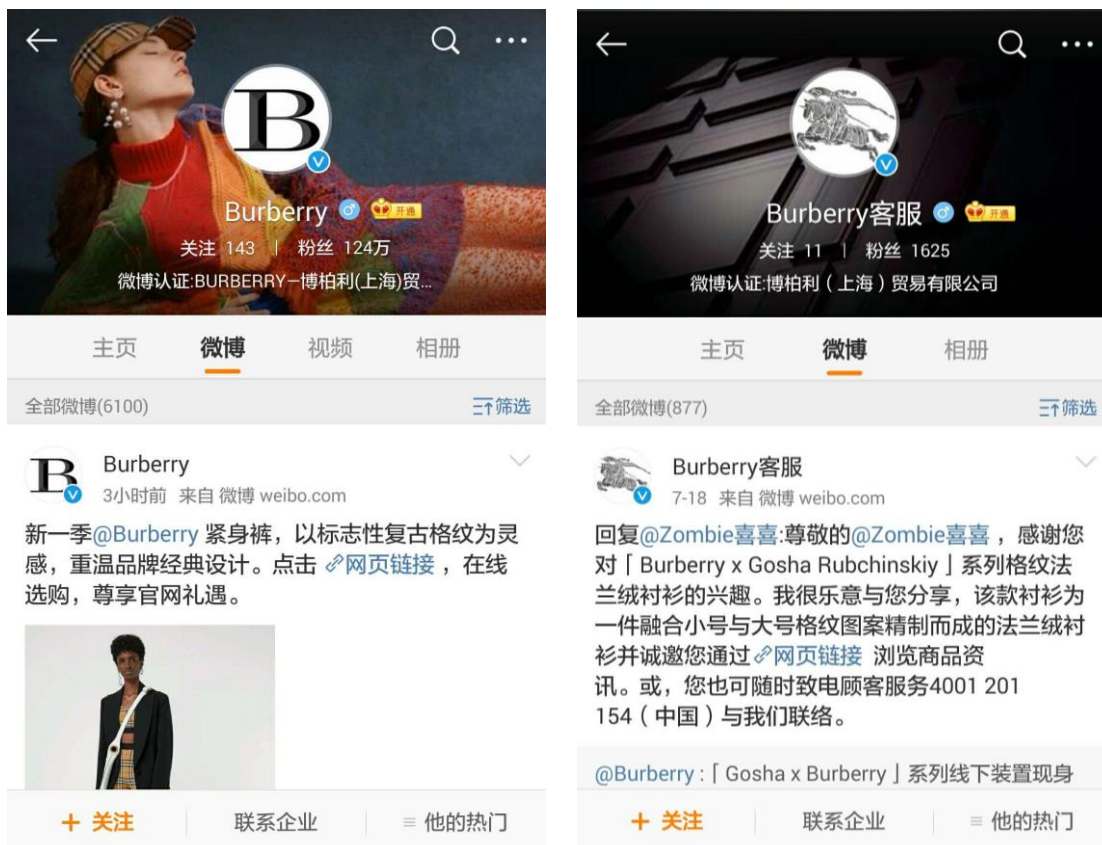 B
Burberry 开通
关注 143 | 粉丝 124万
微博认证:BURBERRY—博柏利(上海)贸...
主页 微博 视频 相册
全部微博(6100) 筛选
B
Burberry
3小时前 来自 微博 weibo.com
新一季@Burberry 紧身裤，以标志性复古格纹为灵
感，重温品牌经典设计。点击 网页链接 ，在线
选购，尊享官网礼遇。
+ 关注 联系企业 他的热门
Burberry客服 开通
关注 11 | 粉丝 1625
微博认证:博柏利（上海）贸易有限公司
主页 微博 相册
全部微博(877) 筛选
Burberry客服
7-18 来自 微博 weibo.com
回复@Zombie喜喜:尊敬的@Zombie喜喜 ，感谢您
对「 Burberry x Gosha Rubchinskiy 」系列格纹法
兰绒衬衫的兴趣。我很乐意与您分享，该款衬衫为
一件融合小号与大号格纹图案精制而成的法兰绒衬
衫并诚邀您通过 网页链接 浏览商品资
讯。或，您也可随时致电顾客服务4001 201
154（中国）与我们联络。
@Burberry :「 Gosha x Burberry 」系列线下装置现身
+ 关注 联系企业 他的热门